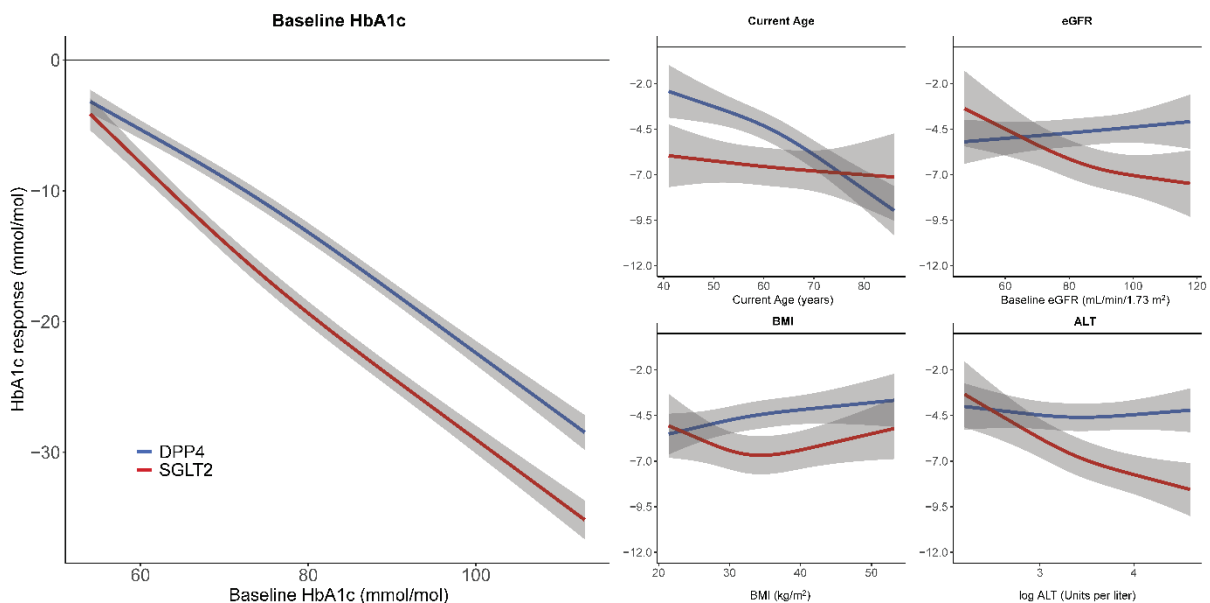 Baseline HbA1c
HbA1c response (mmol/mol)
0
−10
−20
−30
DPP4
SGLT2
60 80 100
Baseline HbA1c (mmol/mol)
Current Age
−2.0
−4.5
−7.0
−9.5
−12.0
40 50 60 70 80 90
Current Age (years)
eGFR
−2.0
−4.5
−7.0
−9.5
−12.0
60 80 100 120
Baseline eGFR (mL/min/1.73 m²)
BMI
−2.0
−4.5
−7.0
−9.5
−12.0
20 30 40 50
BMI (kg/m²)
ALT
−2.0
−4.5
−7.0
−9.5
−12.0
3 4
log ALT (Units per liter)